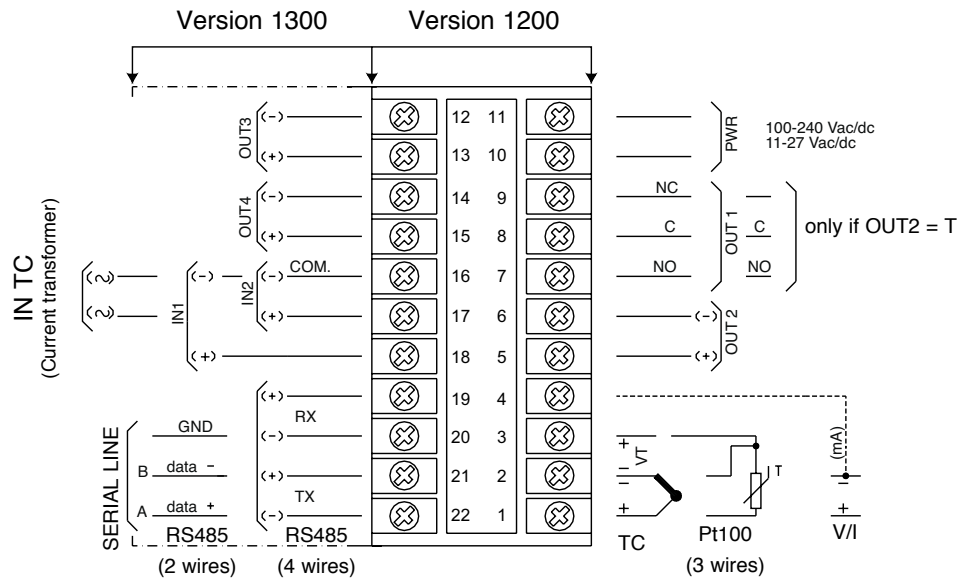 Version 1300 Version 1200
OUT3 (-) 12 11 PWR 100-240 Vac/dc
11-27 Vac/dc
(+) 13 10
OUT4 (-) 14 9 NC OUT 1
(+) 15 8 C C only if OUT2 = T
IN TC
(Current transformer)
(~) IN1 (-) IN2 (-) COM. 16 7 NO NO
(~) (+) 17 6 (-) OUT 2
(+) 18 5 (+)
(+) 19 4 (mA)
SERIAL LINE GND RX (-) 20 3 + VT
B data - (+) 21 2 - - T -
A data + TX (-) 22 1 + +
RS485 RS485 TC Pt100 V/I
(2 wires) (4 wires) (3 wires)